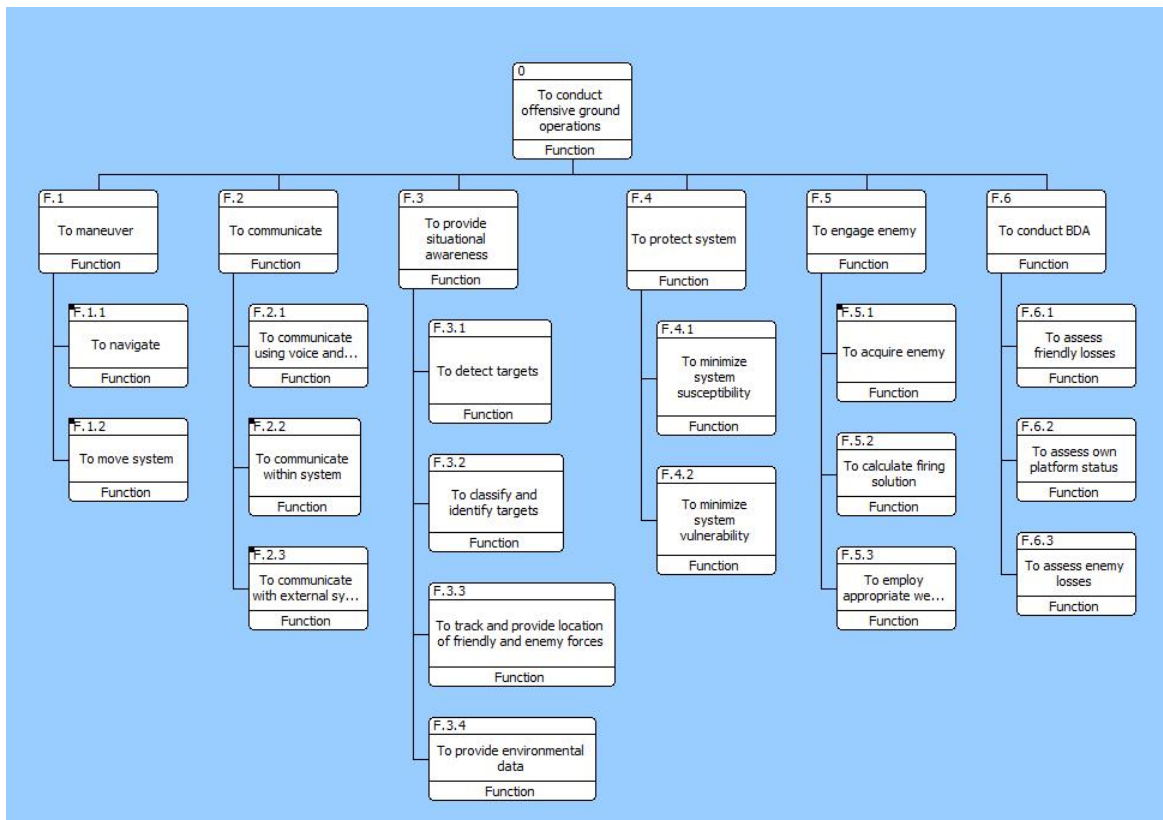 0
To conduct
offensive ground
operations
Function
F.1
To maneuver
Function
F.1.1
To navigate
Function
F.1.2
To move system
Function
F.2
To communicate
Function
F.2.1
To communicate
using voice and...
Function
F.2.2
To communicate
within system
Function
F.2.3
To communicate
with external sy...
Function
F.3
To provide
situational
awareness
Function
F.3.1
To detect targets
Function
F.3.2
To classify and
identify targets
Function
F.3.3
To track and provide location
of friendly and enemy forces
Function
F.3.4
To provide environmental
data
Function
F.4
To protect system
Function
F.4.1
To minimize
system
susceptibility
Function
F.4.2
To minimize
system
vulnerability
Function
F.5
To engage enemy
Function
F.5.1
To acquire enemy
Function
F.5.2
To calculate firing
solution
Function
F.5.3
To employ
appropriate we...
Function
F.6
To conduct BDA
Function
F.6.1
To assess
friendly losses
Function
F.6.2
To assess own
platform status
Function
F.6.3
To assess enemy
losses
Function